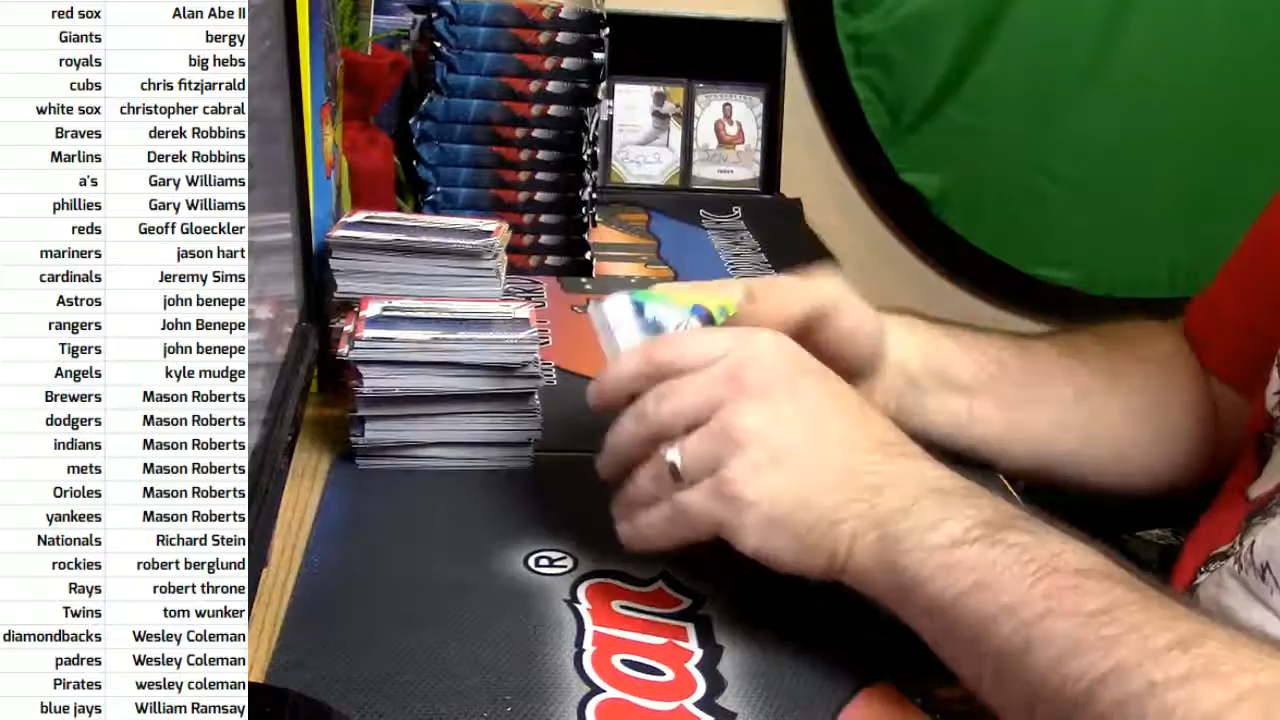 red sox Alan Abe II
Giants bergy
royals big hebs
cubs chris fitzjarrald
white sox christopher cabral
Braves derek Robbins
Marlins Derek Robbins
a's Gary Williams
phillies Gary Williams
reds Geoff Gloeckler
mariners jason hart
cardinals Jeremy Sims
Astros john benepe
rangers John Benepe
Tigers john benepe
Angels kyle mudge
Brewers Mason Roberts
dodgers Mason Roberts
indians Mason Roberts
mets Mason Roberts
Orioles Mason Roberts
yankees Mason Roberts
Nationals Richard Stein
rockies robert berglund
Rays robert throne
Twins tom wunker
diamondbacks Wesley Coleman
padres Wesley Coleman
Pirates wesley coleman
blue jays William Ramsay
®
an